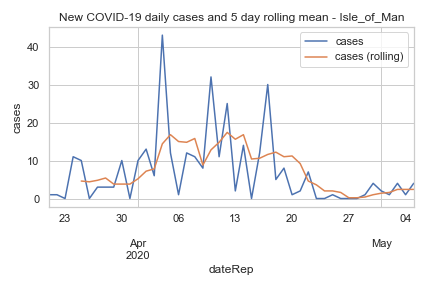 New COVID-19 daily cases and 5 day rolling mean - Isle_of_Man
cases
cases (rolling)
40
30
20
10
0
cases
23 30 06 13 20 27 04
Apr May
2020
dateRep